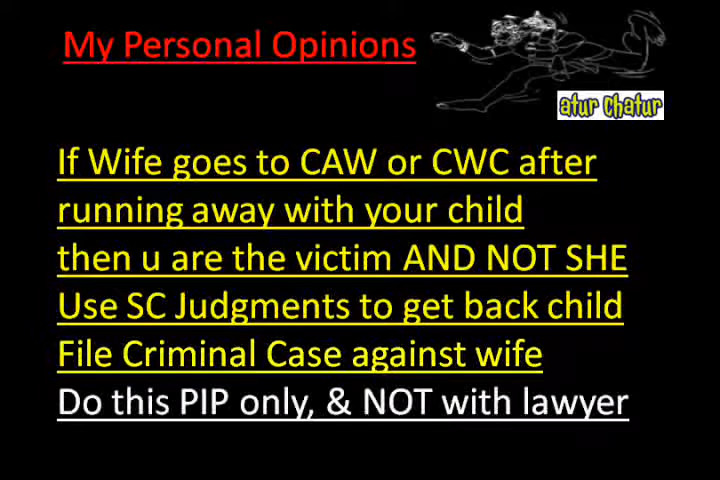 My Personal Opinions
atur chatur
If Wife goes to CAW or CWC after
running away with your child
then u are the victim AND NOT SHE
Use SC Judgments to get back child
File Criminal Case against wife
Do this PIP only, & NOT with lawyer